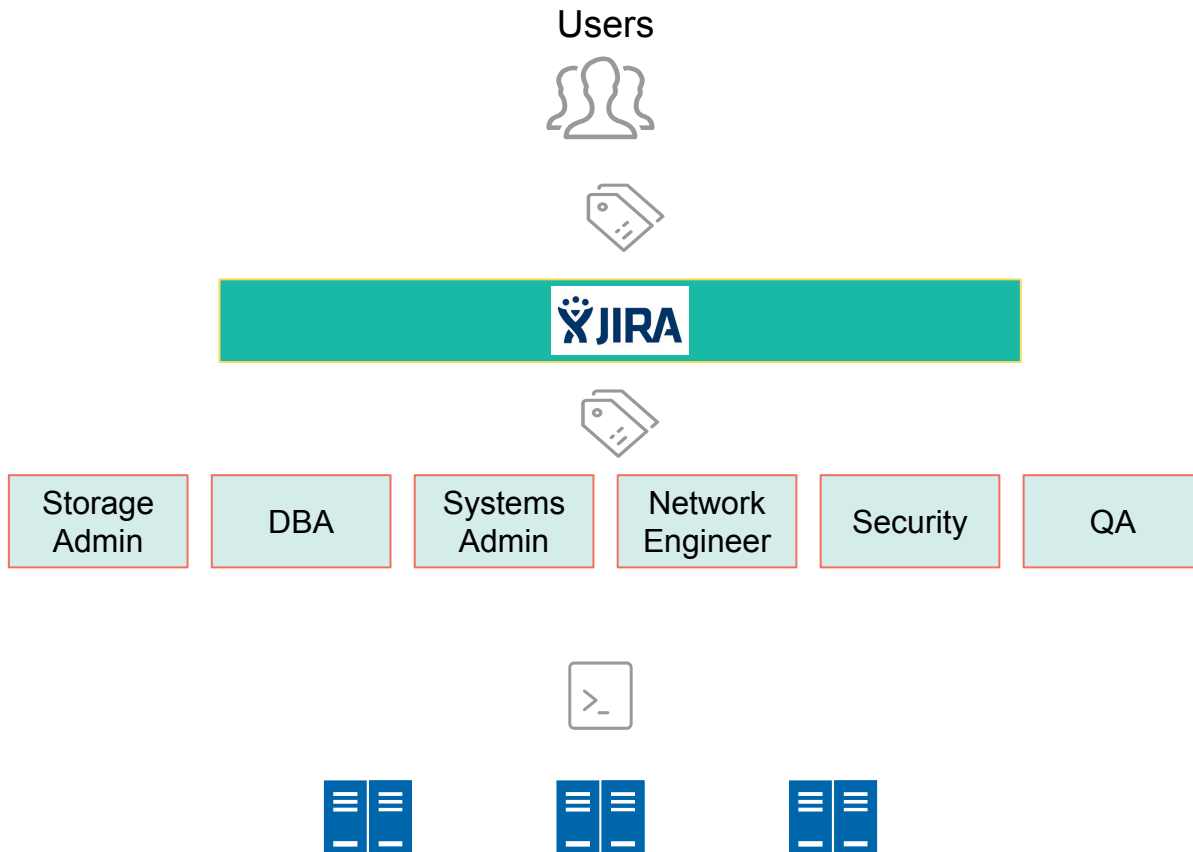 Users
JIRA
Storage
Admin
DBA
Systems
Admin
Network
Engineer
Security
QA
>_